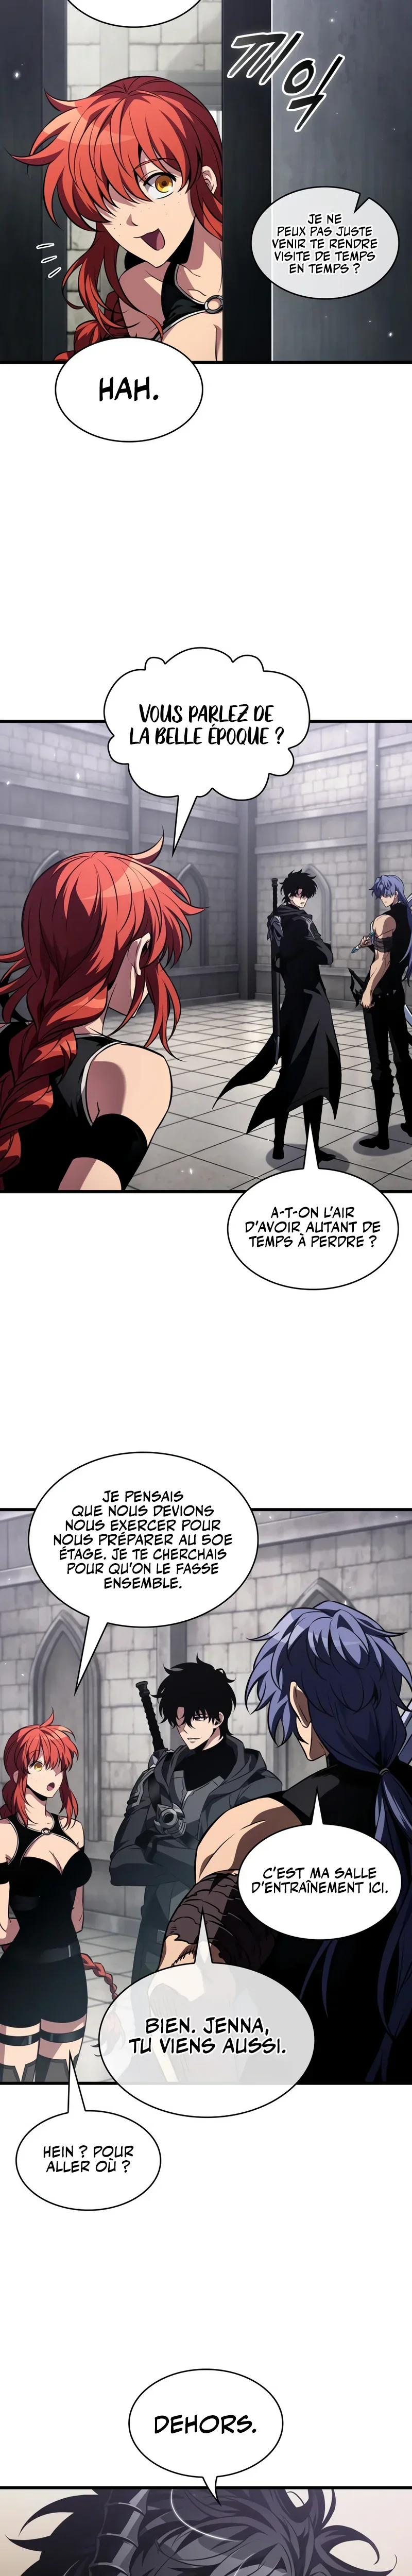 끼익
JE NE
PEUX PAS JUSTE
VENIR TE RENDRE
VISITE DE TEMPS
EN TEMPS ?
HAH.
VOUS PARLEZ DE
LA BELLE ÉPOQUE ?
A-T-ON L'AIR
D'AVOIR AUTANT DE
TEMPS À PERDRE ?
JE PENSAIS
QUE NOUS DEVIONS
NOUS EXERCER POUR
NOUS PRÉPARER AU 50E
ÉTAGE. JE TE CHERCHAIS
POUR QU'ON LE FASSE
ENSEMBLE.
C'EST MA SALLE
D'ENTRAÎNEMENT ICI.
BIEN. JENNA,
TU VIENS AUSSI.
HEIN ? POUR
ALLER OÙ ?
DEHORS.